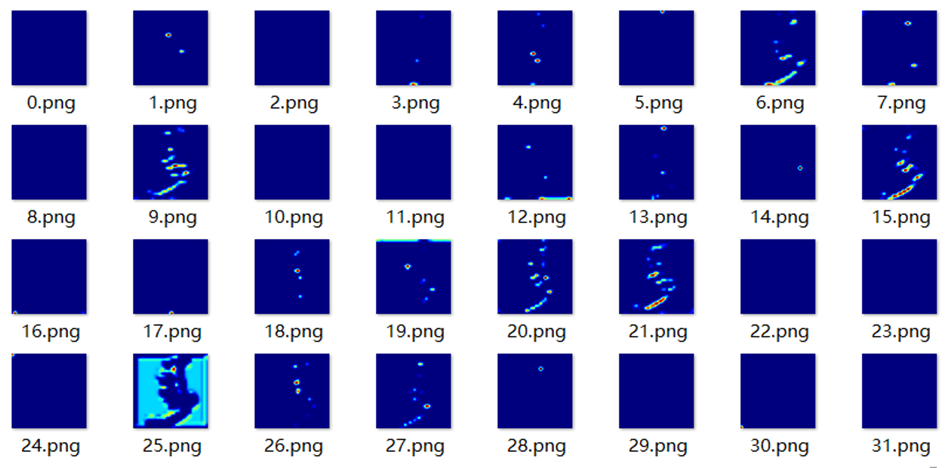 0.png 1.png 2.png 3.png 4.png 5.png 6.png 7.png
8.png 9.png 10.png 11.png 12.png 13.png 14.png 15.png
16.png 17.png 18.png 19.png 20.png 21.png 22.png 23.png
24.png 25.png 26.png 27.png 28.png 29.png 30.png 31.png